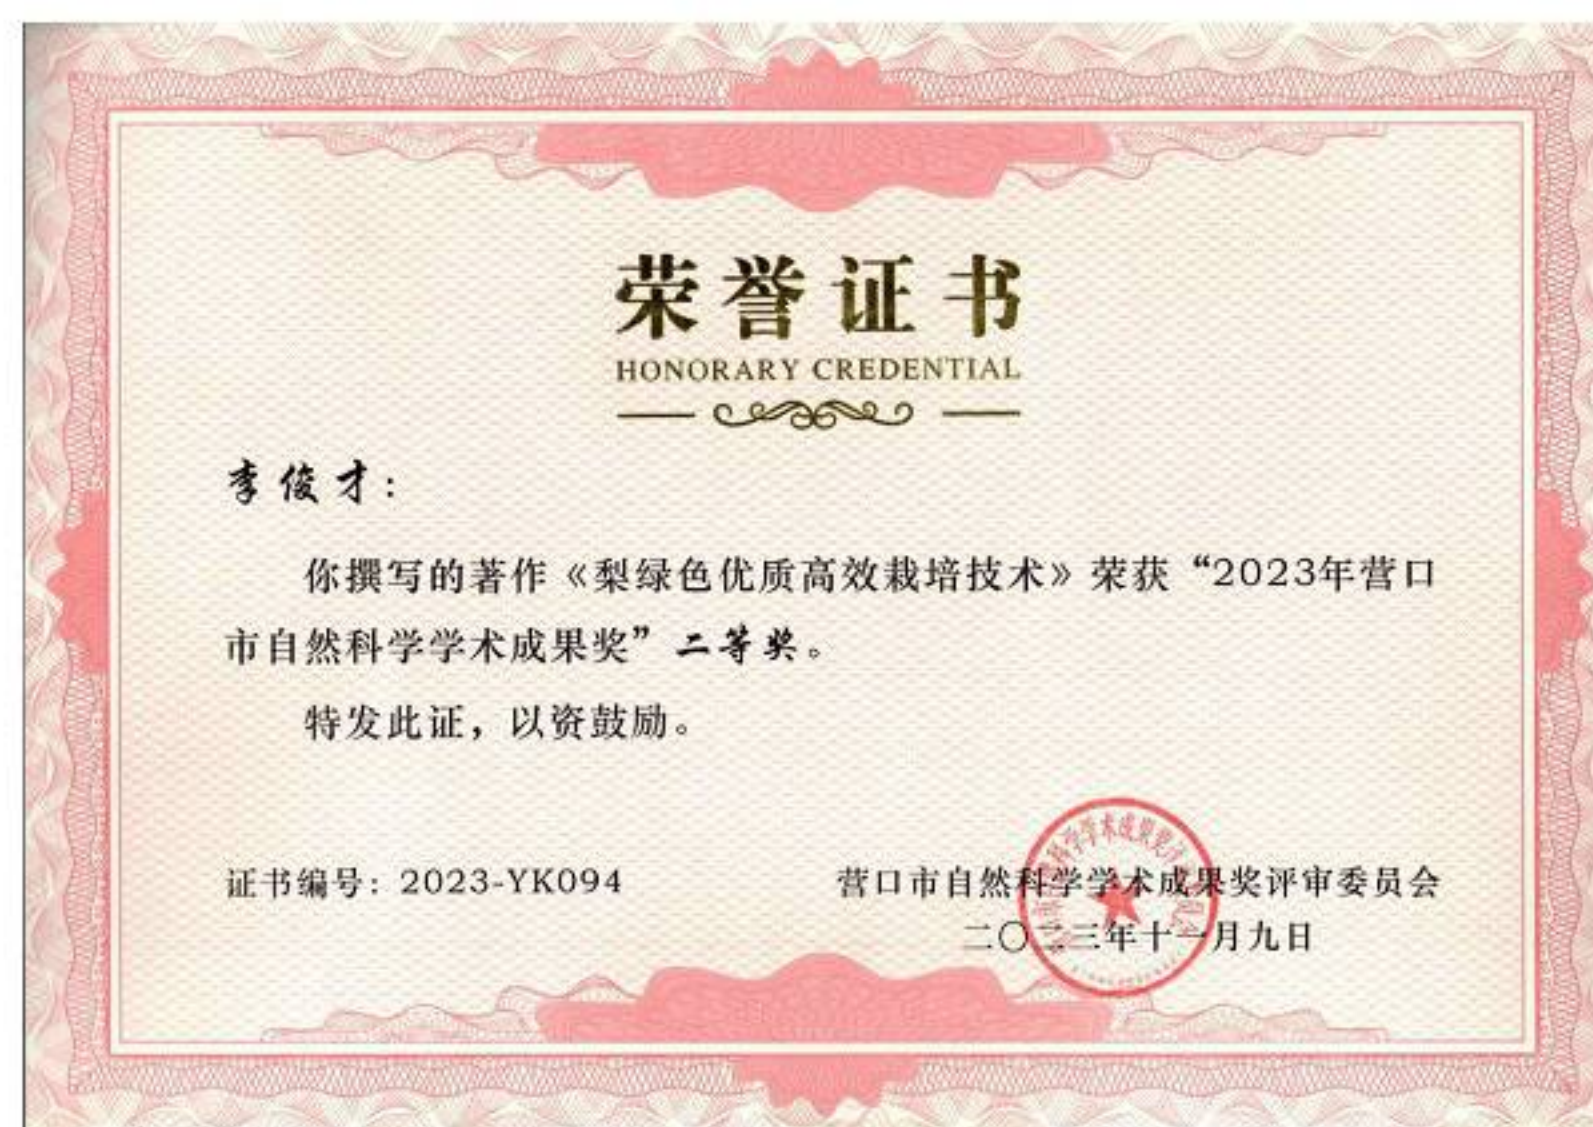 荣誉证书
HONORARY CREDENTIAL
李俊才：
你撰写的著作《梨绿色优质高效栽培技术》荣获“2023年营口
市自然科学学术成果奖”二等奖。
特发此证，以资鼓励。
证书编号：2023-YK094
营口市自然科学学术成果奖评审委员会
二〇二三年十一月九日